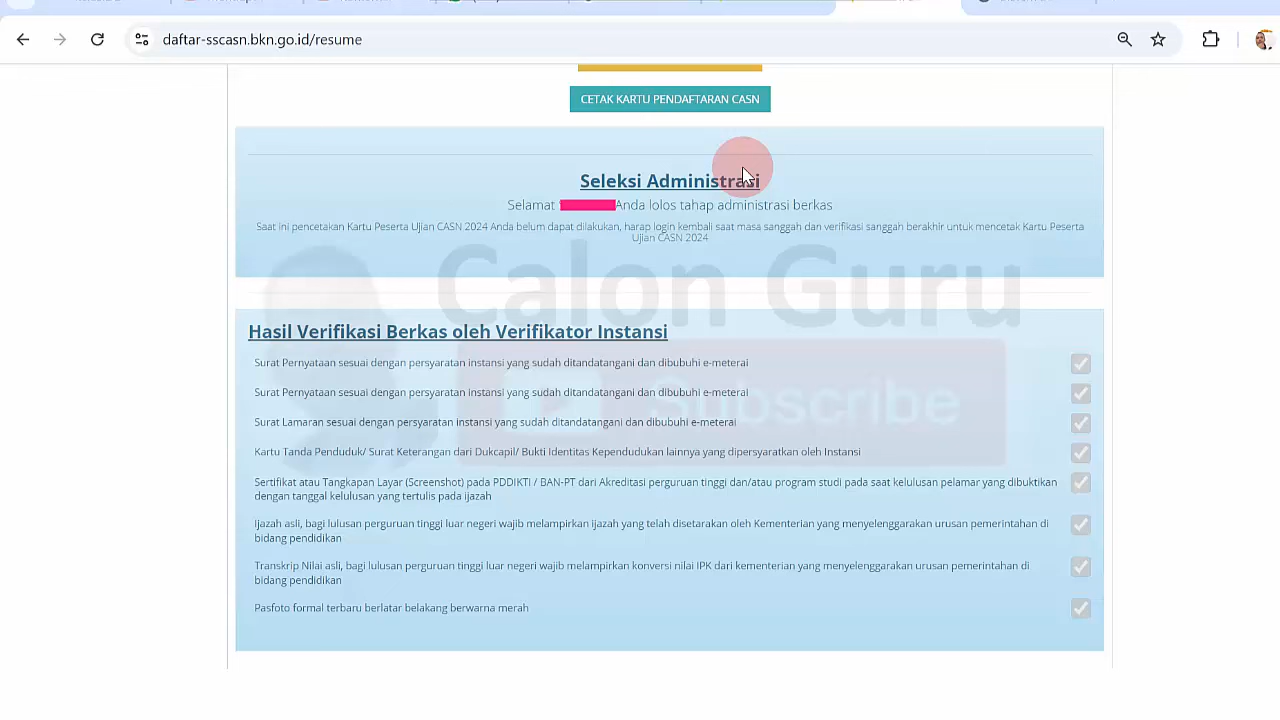 daftar-sscasn.bkn.go.id/resume
CETAK KARTU PENDAFTARAN CASN
Seleksi Administrasi
Selamat Anda lolos tahap administrasi berkas
Saat ini pencetakan Kartu Peserta Ujian CASN 2024 Anda belum dapat dilakukan, harap login kembali saat masa sanggah dan verifikasi sanggah berakhir untuk mencetak Kartu Peserta
Ujian CASN 2024
Calon Guru
Hasil Verifikasi Berkas oleh Verifikator Instansi
Surat Pernyataan sesuai dengan persyaratan instansi yang sudah ditandatangani dan dibubuhi e-meterai
Surat Pernyataan sesuai dengan persyaratan instansi yang sudah ditandatangani dan dibubuhi e-meterai
Subscribe
Surat Lamaran sesuai dengan persyaratan instansi yang sudah ditandatangani dan dibubuhi e-meterai
Kartu Tanda Penduduk/ Surat Keterangan dari Dukcapil/ Bukti Identitas Kependudukan lainnya yang dipersyaratkan oleh Instansi
Sertifikat atau Tangkapan Layar (Screenshot) pada PDDIKTI / BAN-PT dari Akreditasi perguruan tinggi dan/atau program studi pada saat kelulusan pelamar yang dibuktikan
dengan tanggal kelulusan yang tertulis pada ijazah
Ijazah asli, bagi lulusan perguruan tinggi luar negeri wajib melampirkan ijazah yang telah disetarakan oleh Kementerian yang menyelenggarakan urusan pemerintahan di
bidang pendidikan
Transkrip Nilai asli, bagi lulusan perguruan tinggi luar negeri wajib melampirkan konversi nilai IPK dari kementerian yang menyelenggarakan urusan pemerintahan di
bidang pendidikan
Pasfoto formal terbaru berlatar belakang berwarna merah